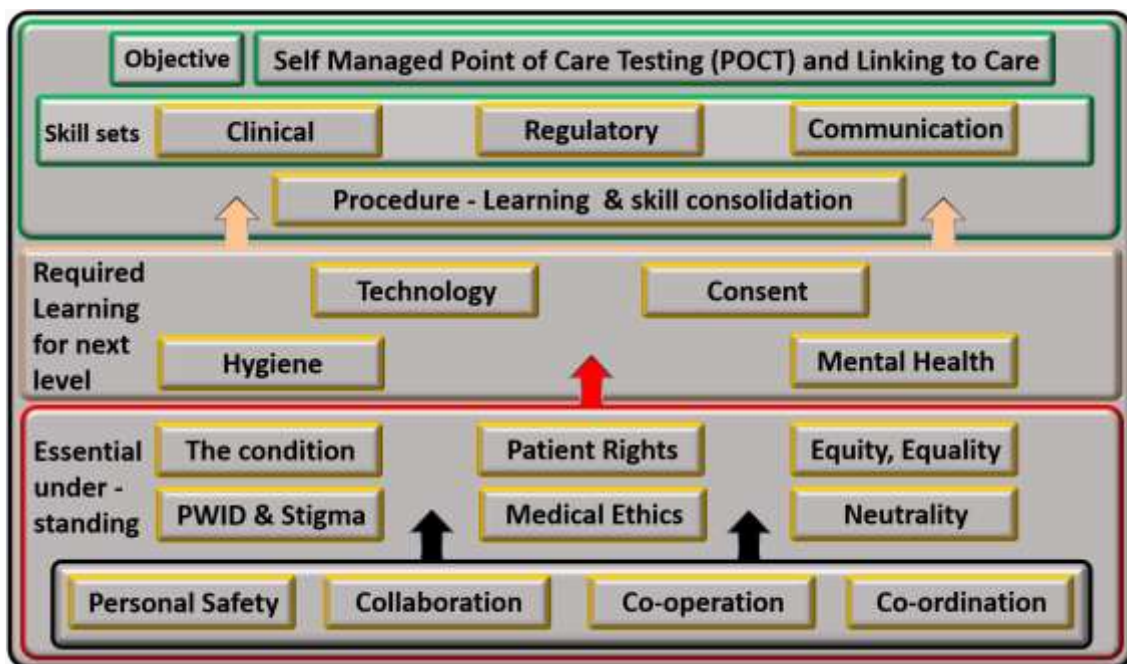 Objective
Self Managed Point of Care Testing (POCT) and Linking to Care
Skill sets
Clinical
Regulatory
Communication
Procedure - Learning & skill consolidation
Required
Learning
for next
level
Technology
Consent
Hygiene
Mental Health
Essential
under -
standing
The condition
Patient Rights
Equity, Equality
PWID & Stigma
Medical Ethics
Neutrality
Personal Safety
Collaboration
Co-operation
Co-ordination